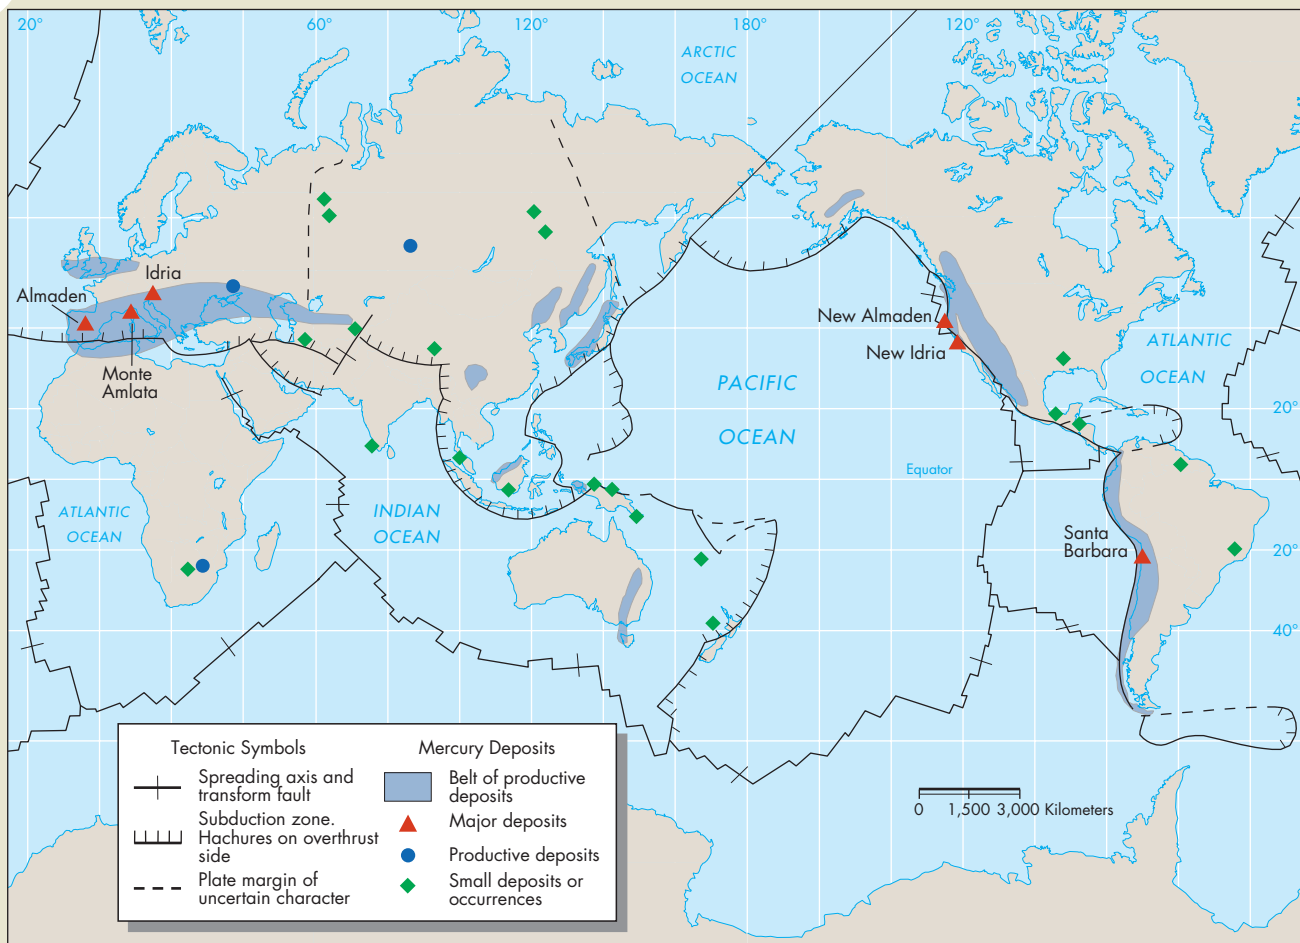 20°
60°
120°
180°
120°
ARCTIC
OCEAN
Idria
Almaden
Monte
Amlata
New Almaden
New Idria
ATLANTIC
OCEAN
PACIFIC
OCEAN
20°
Equator
ATLANTIC
OCEAN
INDIAN
OCEAN
Santa
Barbara
20°
40°
Tectonic Symbols
Spreading axis and
transform fault
Subduction zone.
Hachures on overthrust
side
Plate margin of
uncertain character
Mercury Deposits
Belt of productive
deposits
Major deposits
Productive deposits
Small deposits or
occurrences
0 1,500 3,000 Kilometers